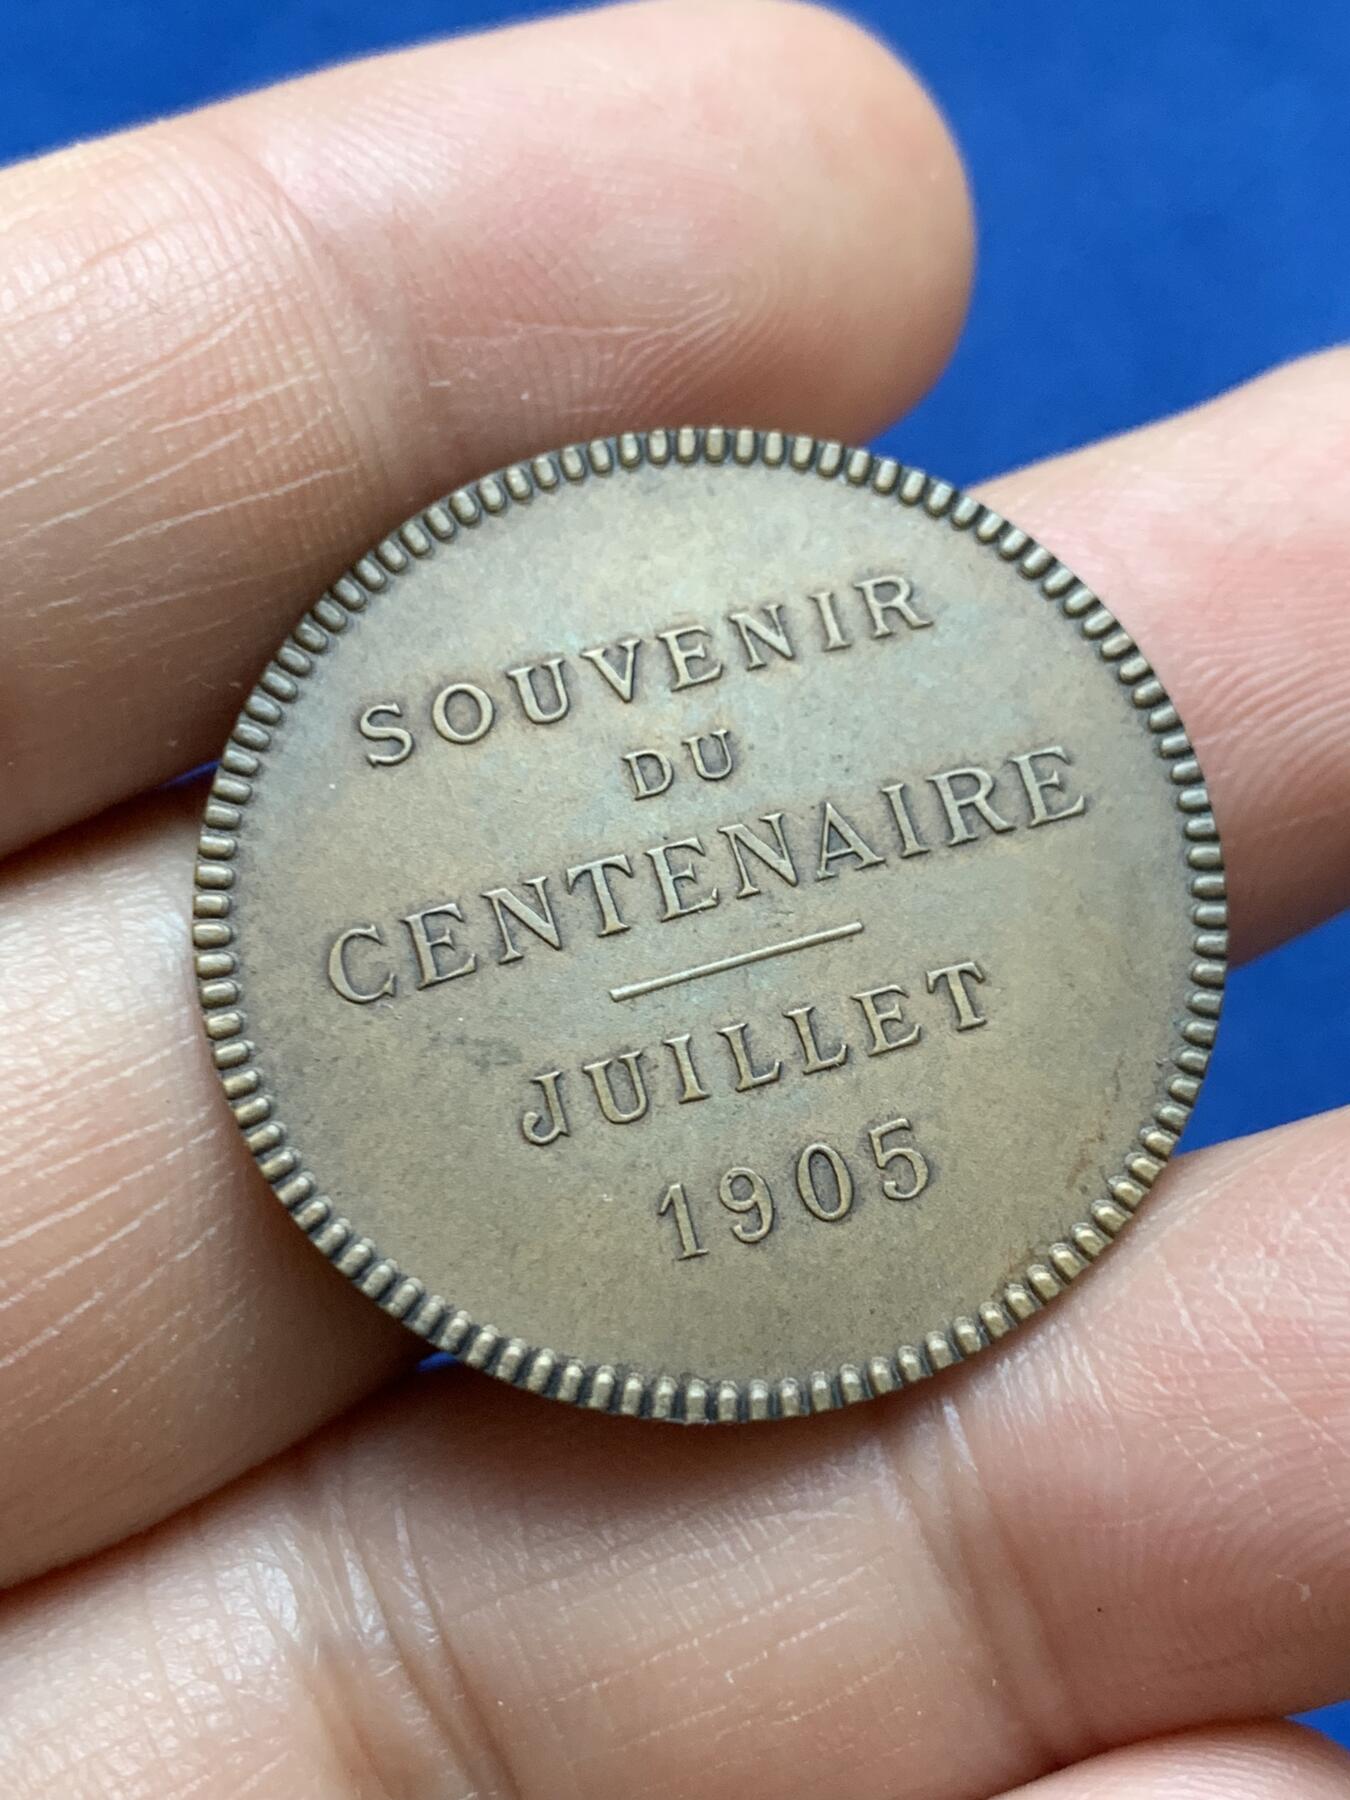 SOUVENIR
DU
CENTENAIRE
JUILLET
1905